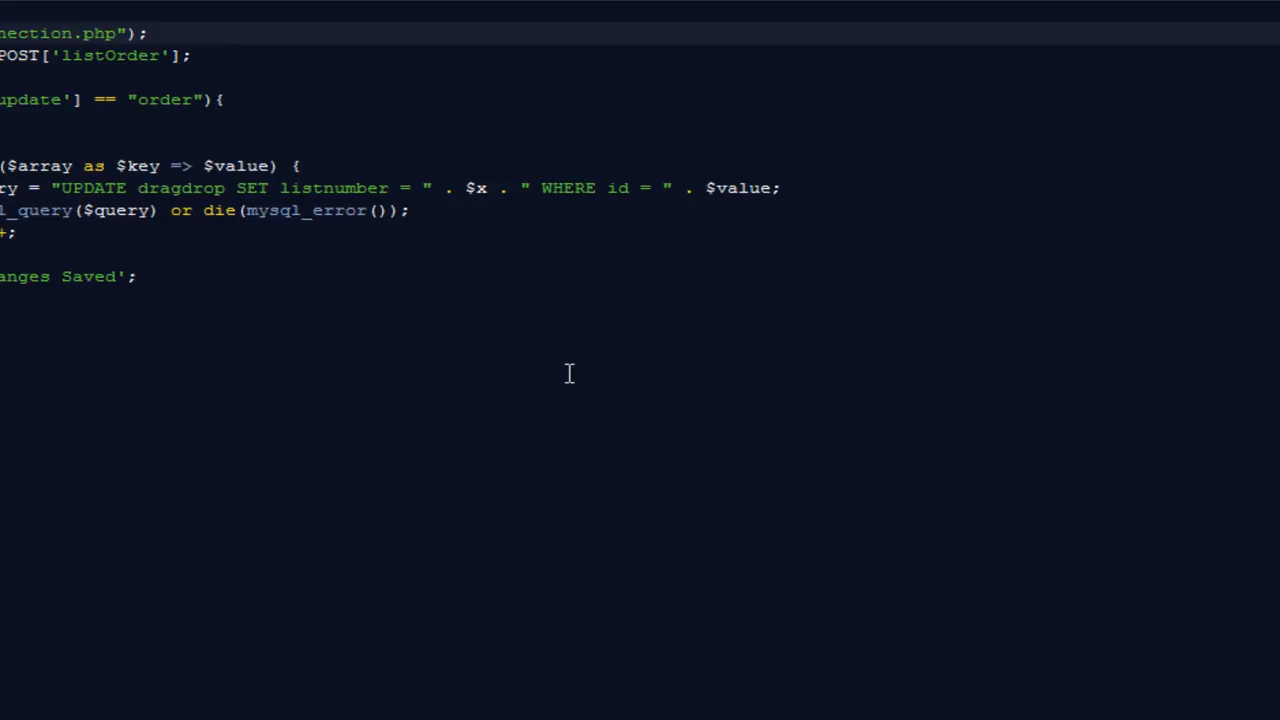 nection.php");
POST['listOrder'];
update'] == "order"){
($array as $key => $value) {
ry = "UPDATE dragdrop SET listnumber = " . $x . " WHERE id = " . $value;
l_query($query) or die(mysql_error());
+;
anges Saved';